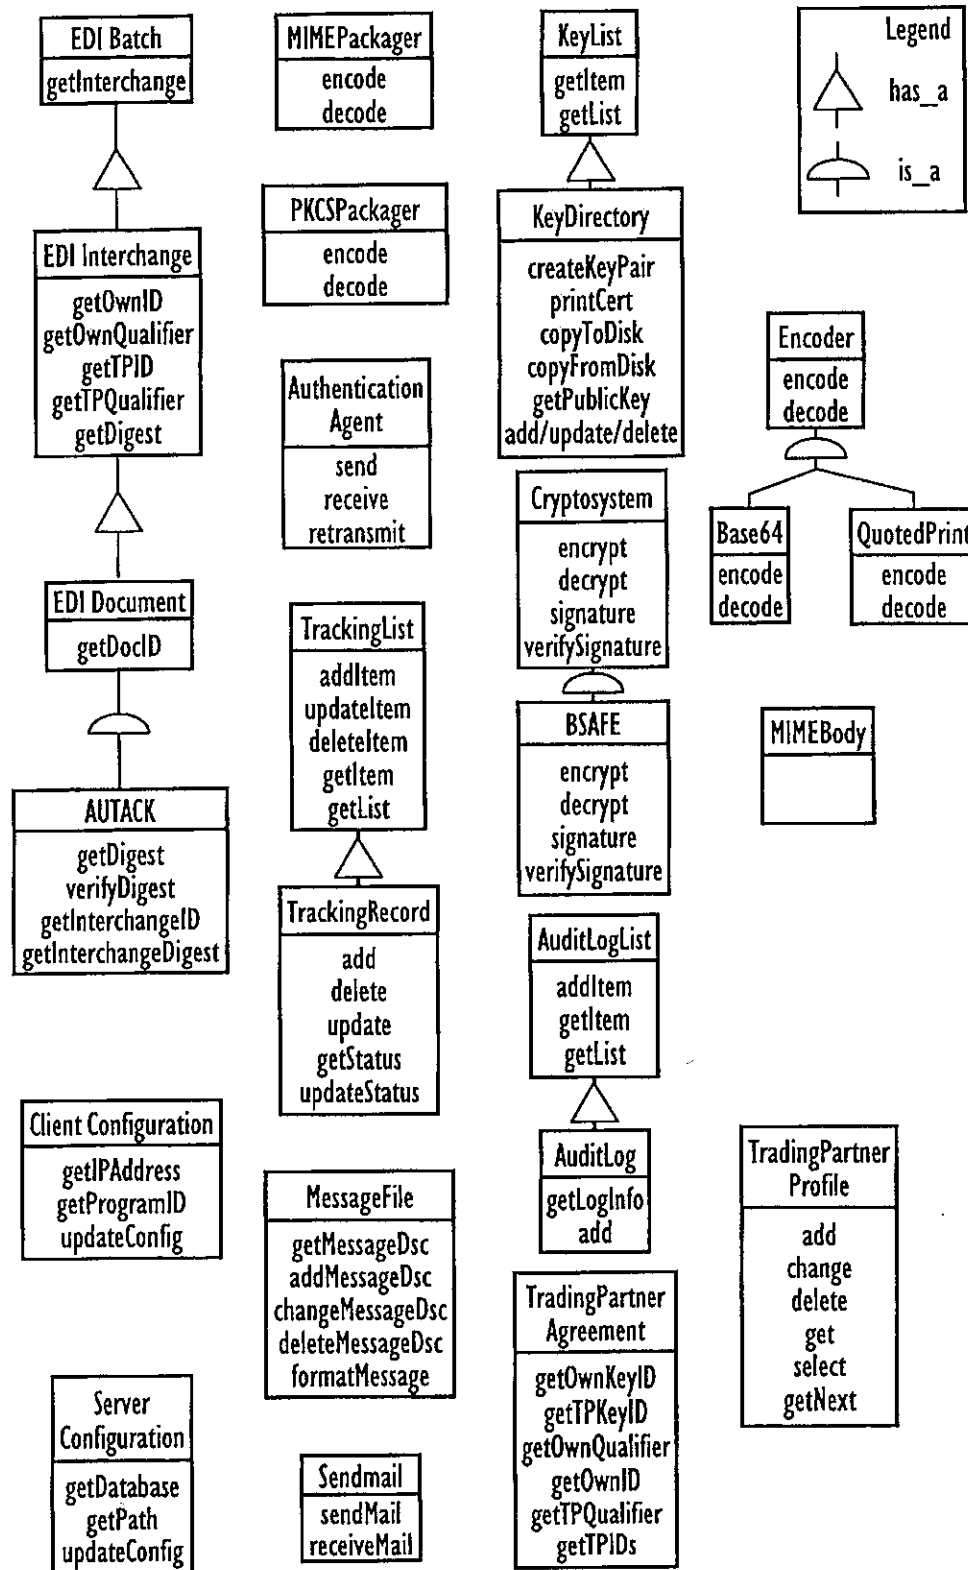 EDI Batch
getInterchange
EDI Interchange
getOwnID
getOwnQualifier
getTPID
getTPQualifier
getDigest
EDI Document
getDocID
AUTACK
getDigest
verifyDigest
getInterchangeID
getInterchangeDigest
Client Configuration
getIPAddress
getProgramID
updateConfig
Server
Configuration
getDatabase
getPath
updateConfig
MIMEPackager
encode
decode
PKCSPackager
encode
decode
Authentication
Agent
send
receive
retransmit
TrackingList
addItem
updateItem
deleteItem
getItem
getList
TrackingRecord
add
delete
update
getStatus
updateStatus
MessageFile
getMessageDsc
addMessageDsc
changeMessageDsc
deleteMessageDsc
formatMessage
Sendmail
sendMail
receiveMail
KeyList
getItem
getList
KeyDirectory
createKeyPair
printCert
copyToDisk
copyFromDisk
getPublicKey
add/update/delete
Cryptosystem
encrypt
decrypt
signature
verifySignature
BSAFE
encrypt
decrypt
signature
verifySignature
AuditLogList
addItem
getItem
getList
AuditLog
getLogInfo
add
TradingPartner
Agreement
getOwnKeyID
getTPKeyID
getOwnQualifier
getOwnID
getTPQualifier
getTPIDs
Legend
has_a
is_a
Encoder
encode
decode
Base64
encode
decode
QuotedPrint
encode
decode
MIMEBody
TradingPartner
Profile
add
change
delete
get
select
getNext